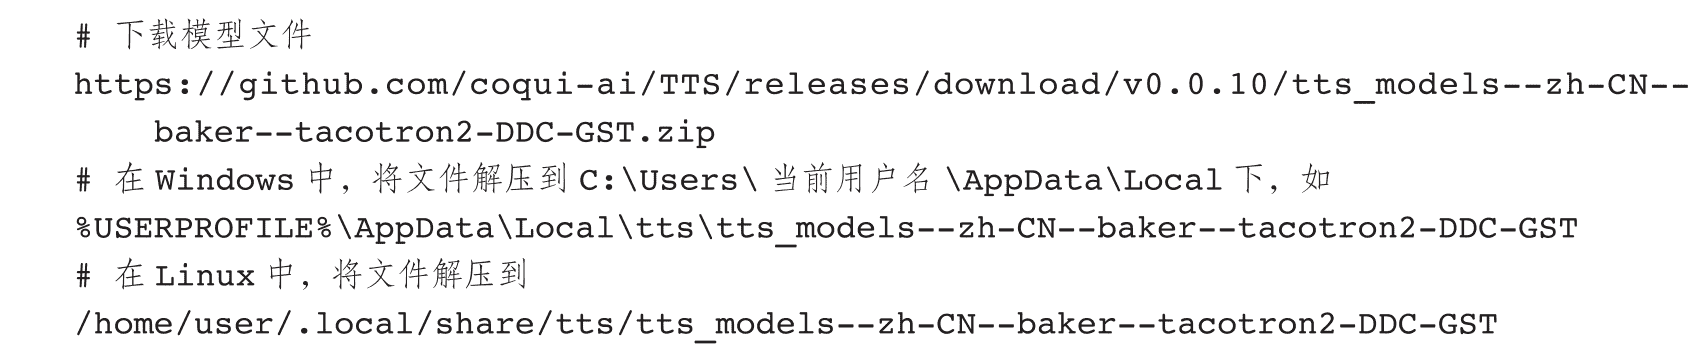 # 下载模型文件
https://github.com/coqui-ai/TTS/releases/download/v0.0.10/tts_models--zh-CN--
baker--tacotron2-DDC-GST.zip
# 在 Windows 中，将文件解压到 C:\Users\ 当前用户名 \AppData\Local 下，如
%USERPROFILE%\AppData\Local\tts\tts_models--zh-CN--baker--tacotron2-DDC-GST
# 在 Linux 中，将文件解压到
/home/user/.local/share/tts/tts_models--zh-CN--baker--tacotron2-DDC-GST